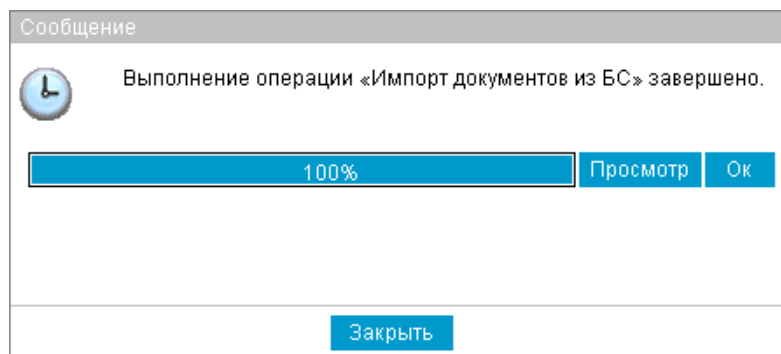 Сообщение
Выполнение операции «Импорт документов из БС» завершено.
100% Просмотр Ок
Закрыть